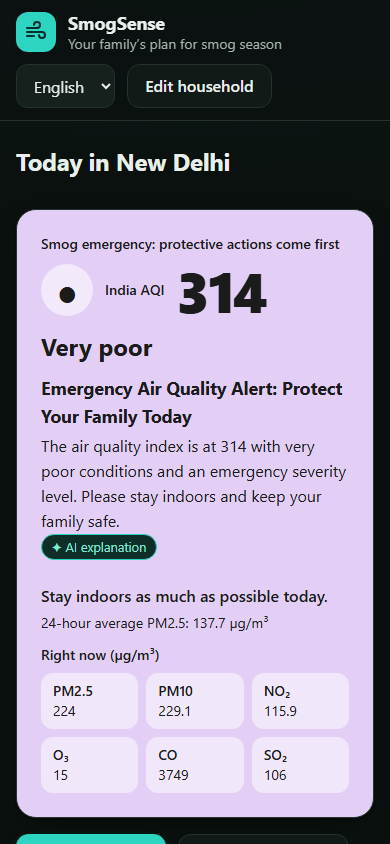 SmogSense
Your family's plan for smog season
English
Edit household
Today in New Delhi
Smog emergency: protective actions come first
India AQI 314
Very poor
Emergency Air Quality Alert: Protect
Your Family Today
The air quality index is at 314 with very
poor conditions and an emergency severity
level. Please stay indoors and keep your
family safe.
✦ AI explanation
Stay indoors as much as possible today.
24-hour average PM2.5: 137.7 µg/m³
Right now (µg/m³)
PM2.5
224
PM10
229.1
NO₂
115.9
O₃
15
CO
3749
SO₂
106